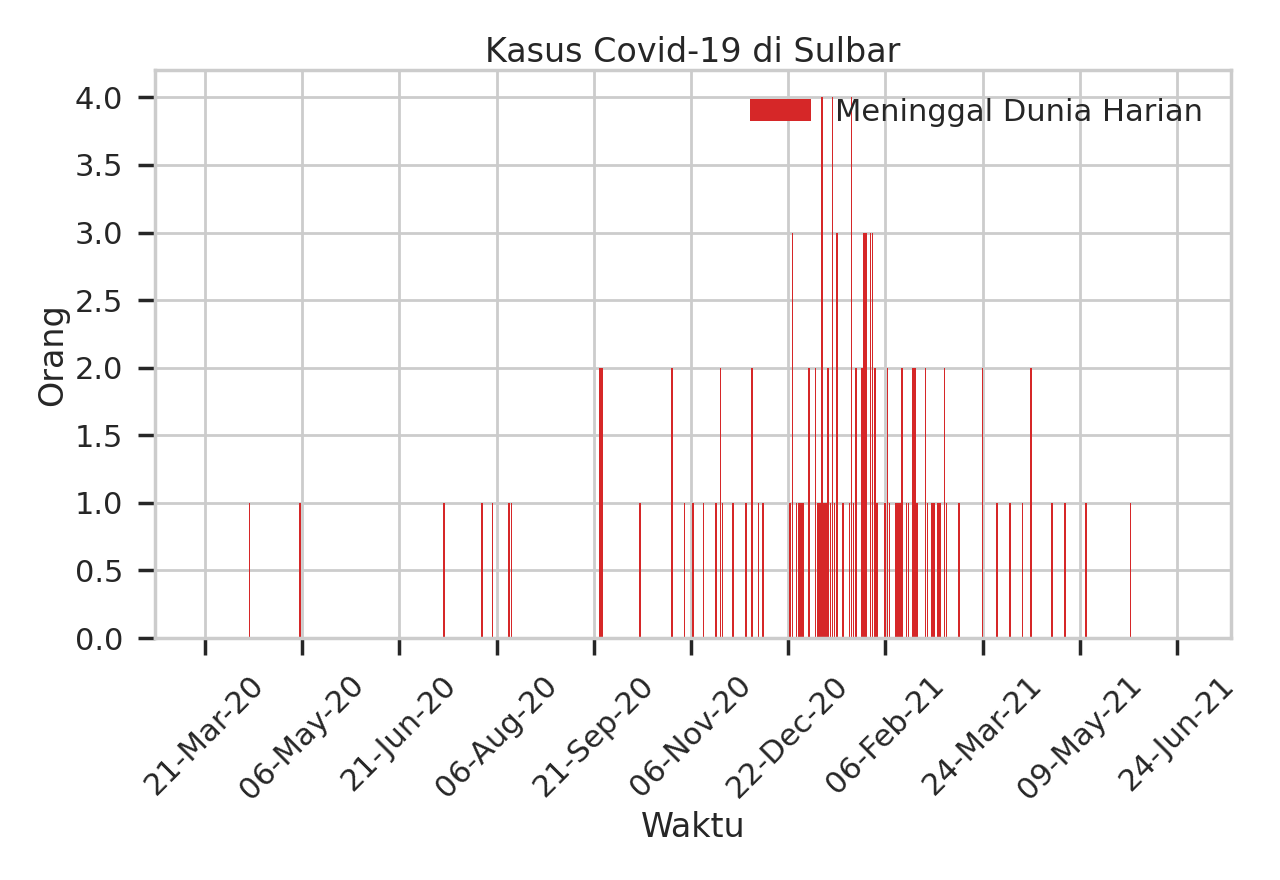 Kasus Covid-19 di Sulbar
Meninggal Dunia Harian
4.0
3.5
3.0
2.5
2.0
1.5
1.0
0.5
0.0
Orang
21-Mar-20
06-May-20
21-Jun-20
06-Aug-20
21-Sep-20
06-Nov-20
22-Dec-20
06-Feb-21
24-Mar-21
09-May-21
24-Jun-21
Waktu